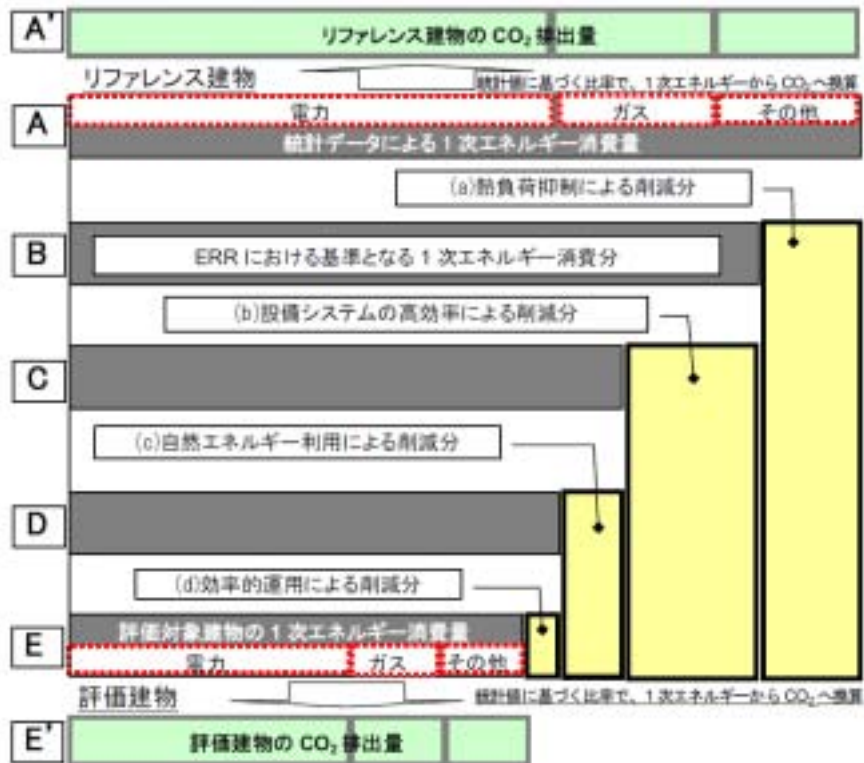 A'
リファレンス建物の CO₂ 排出量
リファレンス建物
統計値に基づく比率で、1次エネルギーからCO₂へ換算
A
電力
ガス
その他
統計データによる1次エネルギー消費量
(a)熱負荷抑制による削減分
B
ERR における基準となる 1 次エネルギー消費分
(b)設備システムの高効率による削減分
C
(c)自然エネルギー利用による削減分
D
(d)効率的運用による削減分
E
評価対象建物の1次エネルギー消費量
電力
ガス
その他
評価建物
統計値に基づく比率で、1次エネルギーからCO₂へ換算
E'
評価建物の CO₂ 排出量